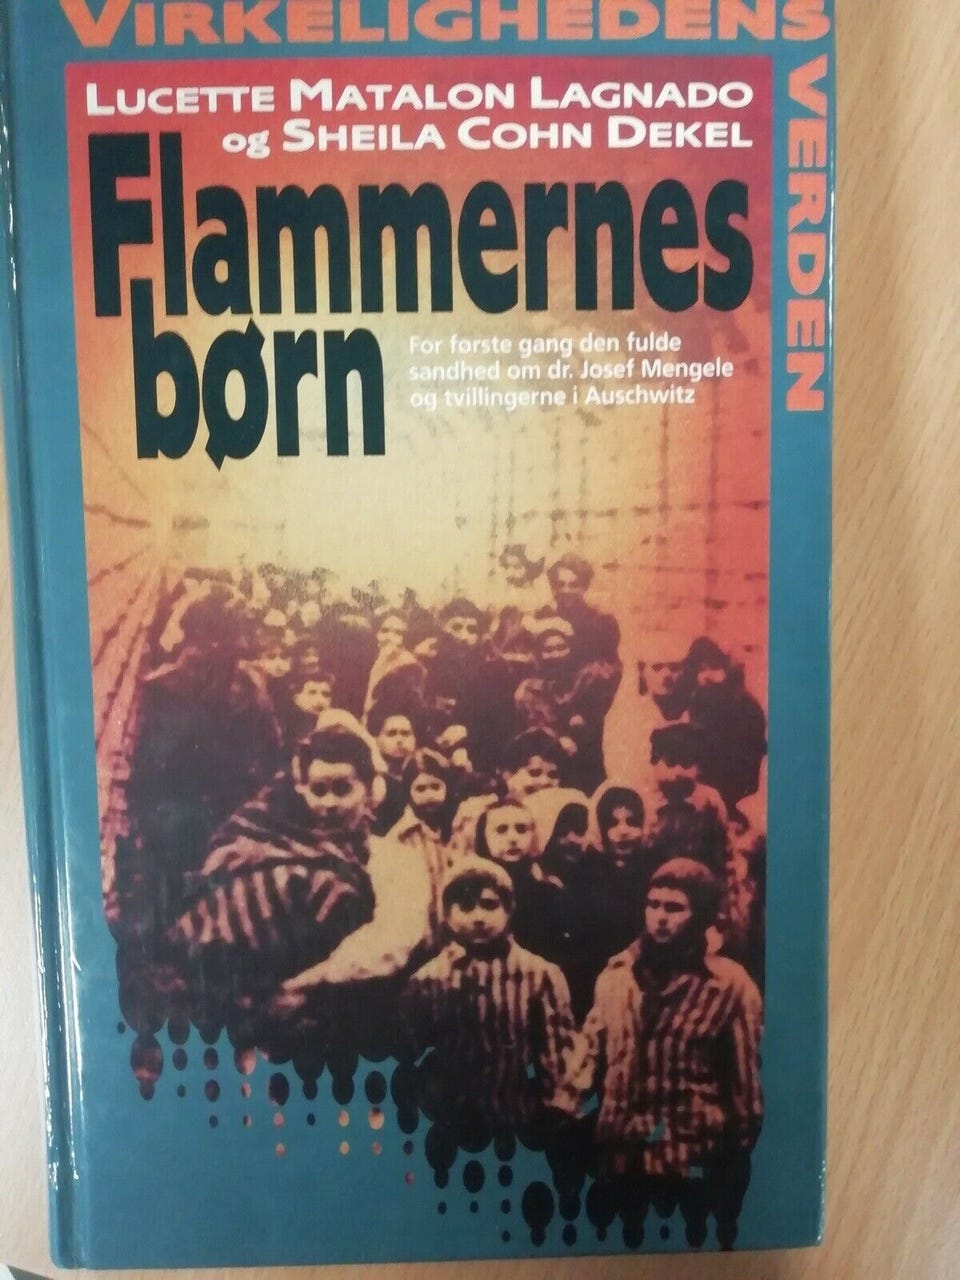 VIRKELIGHEDENS
VERDEN
LUCETTE MATALON LAGNADO
og SHEILA COHN DEKEL
Flammernes
børn
For første gang den fulde
sandhed om dr. Josef Mengele
og tvillingerne i Auschwitz